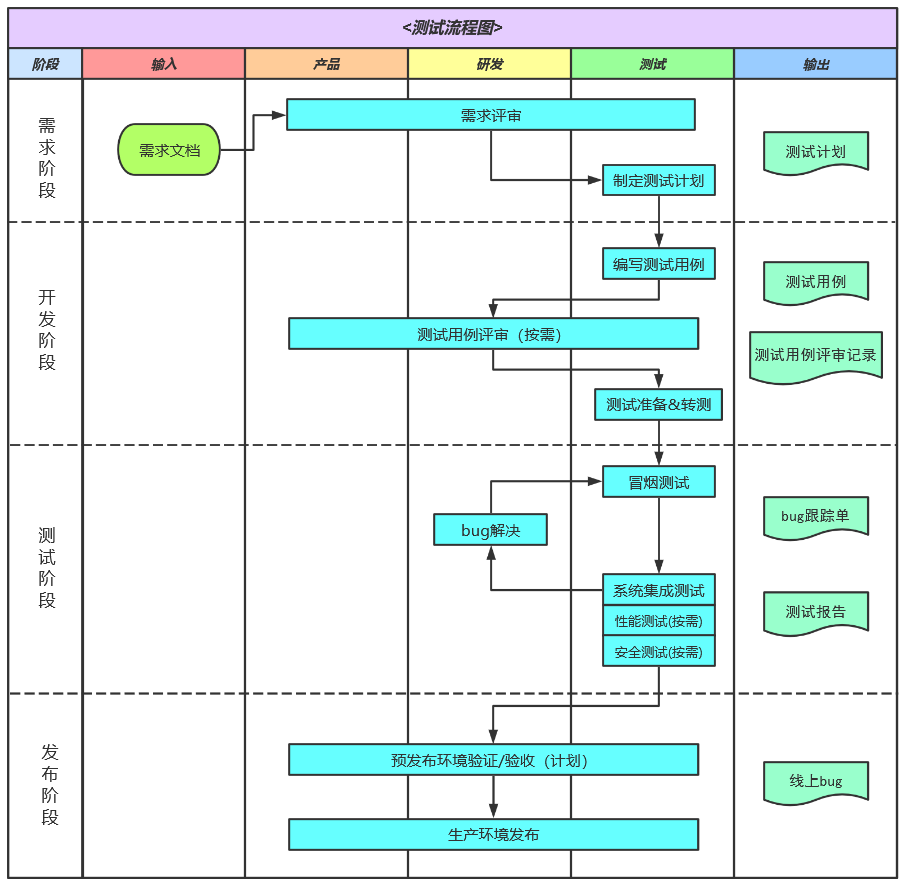 <测试流程图>
阶段
输入
产品
研发
测试
输出
需求阶段
需求文档
需求评审
制定测试计划
测试计划
开发阶段
编写测试用例
测试用例
测试用例评审（按需）
测试用例评审记录
测试准备&转测
测试阶段
冒烟测试
bug解决
bug跟踪单
系统集成测试
性能测试(按需)
安全测试(按需)
测试报告
发布阶段
预发布环境验证/验收（计划）
线上bug
生产环境发布